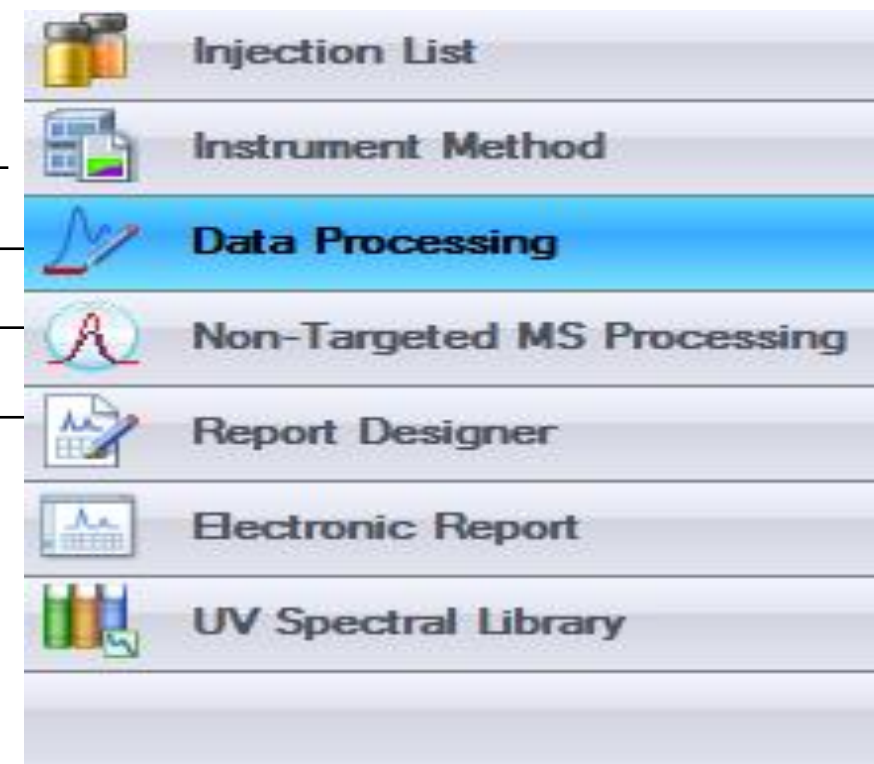 Injection List
Instrument Method
Data Processing
Non-Targeted MS Processing
Report Designer
Electronic Report
UV Spectral Library